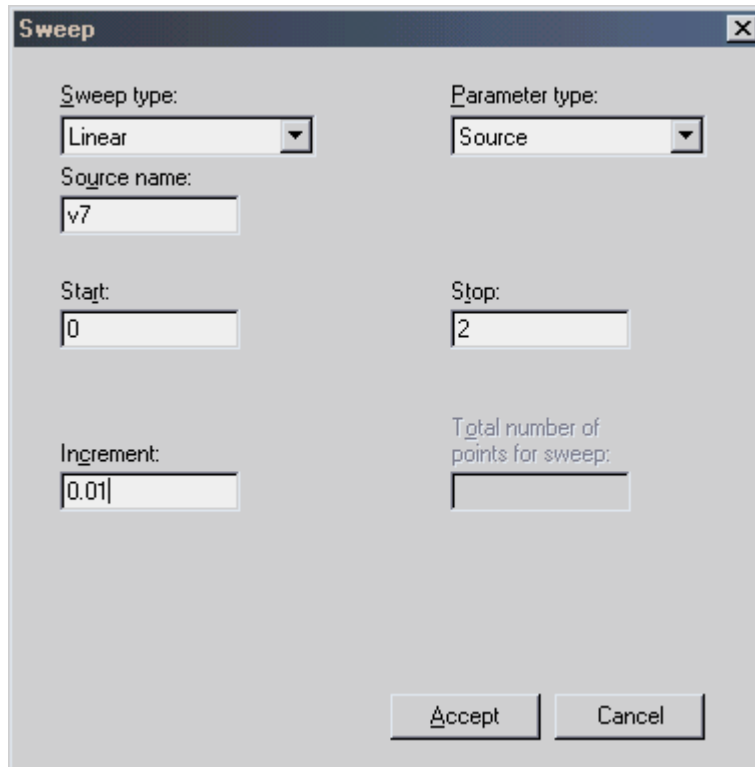 Sweep
Sweep type:
Parameter type:
Linear
Source
Source name:
v7
Start:
Stop:
0
2
Total number of
points for sweep:
Increment:
0.01
Accept
Cancel